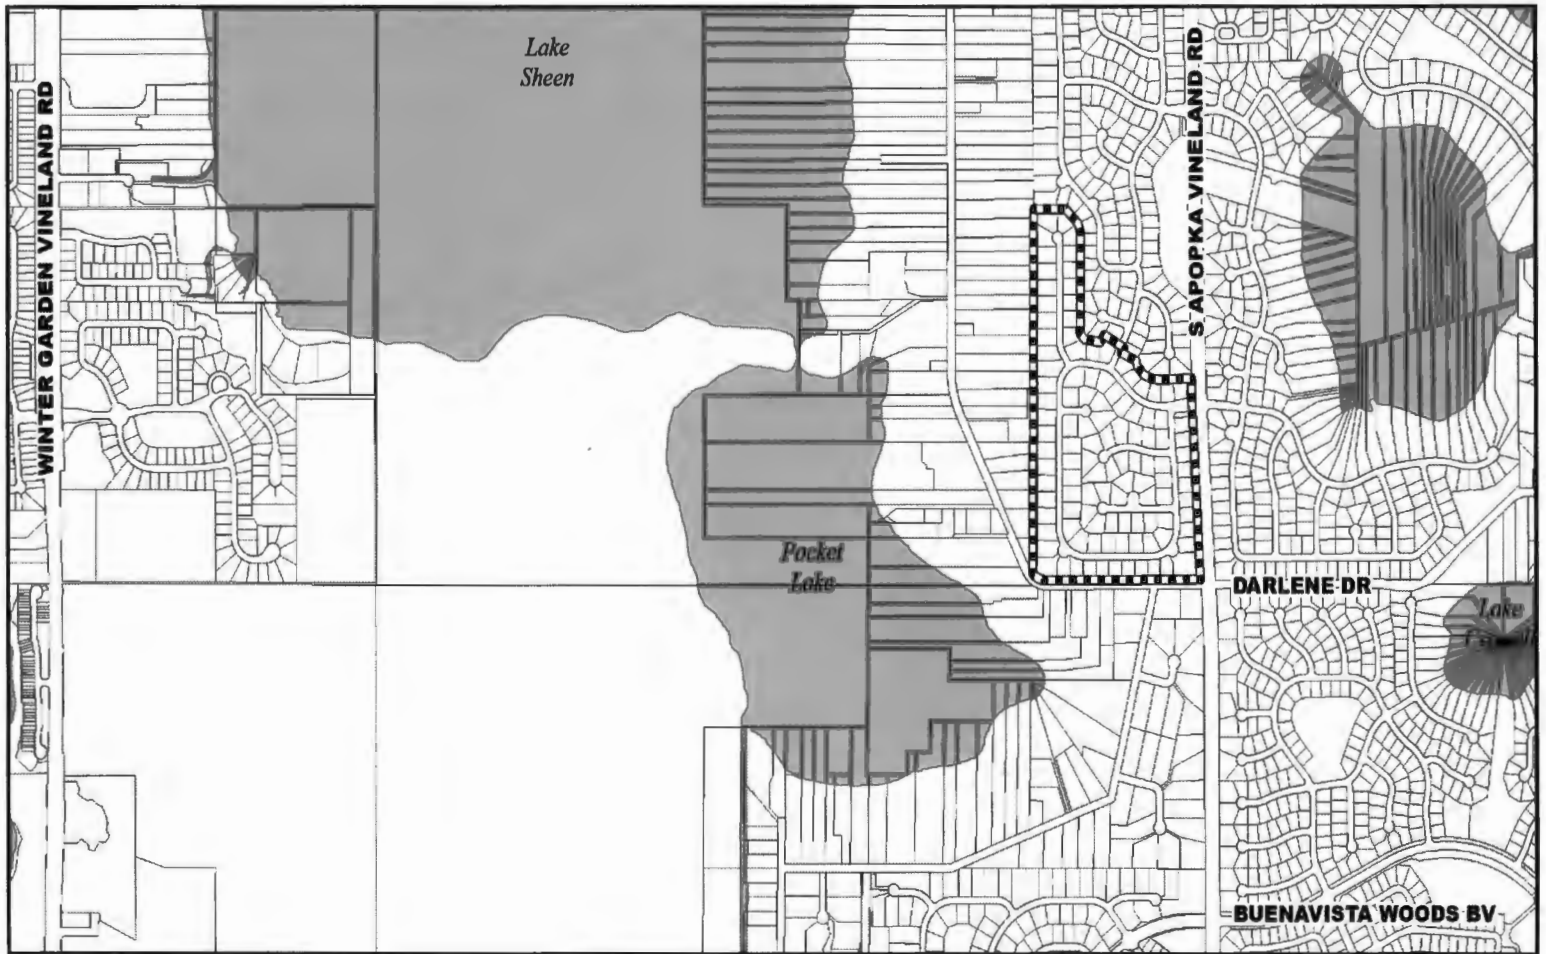 Lake
Sheen
WINTER GARDEN VINELAND RD
S APOPKA VINELAND RD
Pocket
Lake
DARLENE DR
Lake
BUENAVISTA WOODS BV